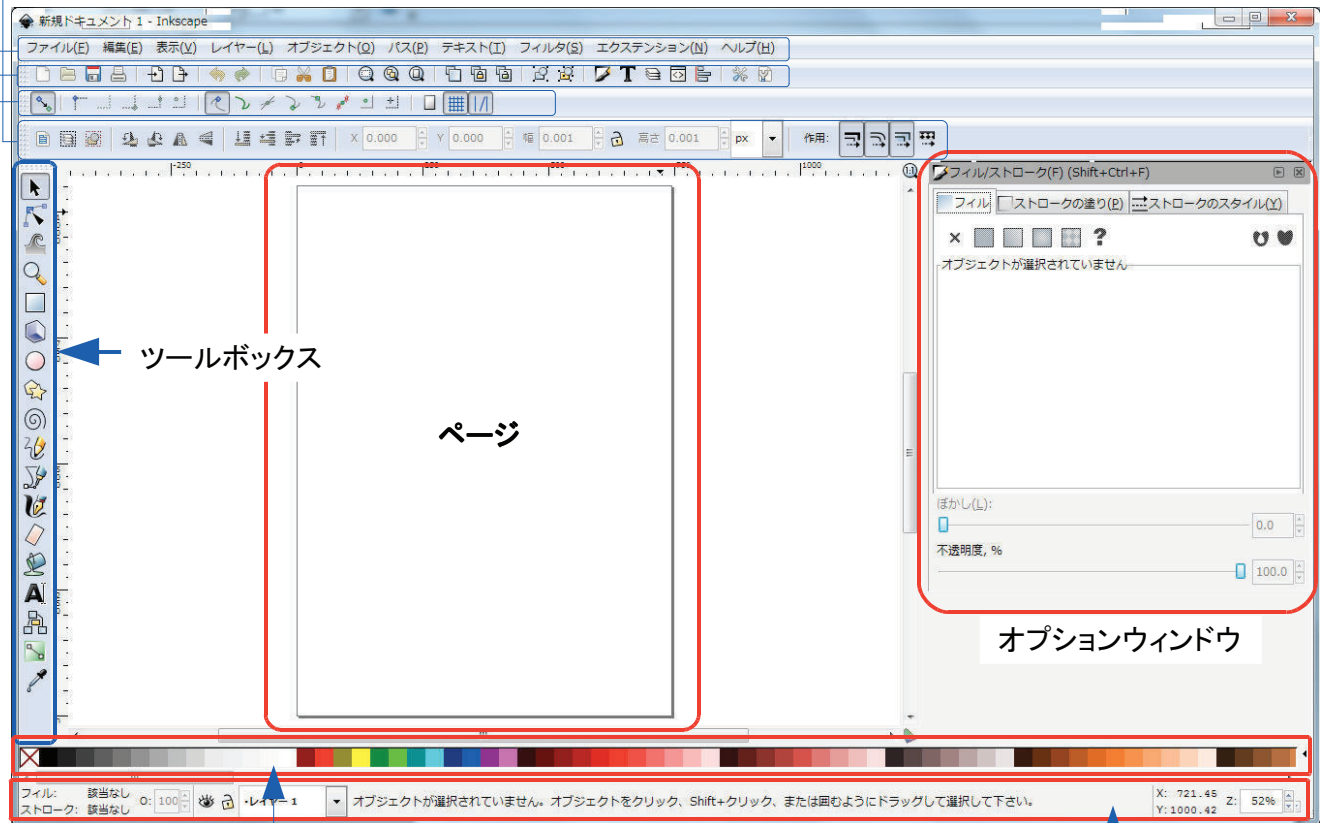 新規ドキュメント 1 - Inkscape
ファイル(F) 編集(E) 表示(V) レイヤー(L) オブジェクト(O) パス(P) テキスト(T) フィルタ(S) エクステンション(N) ヘルプ(H)
X 0.000 Y 0.000 幅 0.001 高さ 0.001 px 作用:
-250 0 250 500 750 1000
フィル/ストローク(F) (Shift+Ctrl+F)
フィル ストロークの塗り(P) ストロークのスタイル(Y)
オブジェクトが選択されていません
ツールボックス
ページ
ぼかし(L):
0.0
不透明度, %
100.0
オプションウィンドウ
フィル: 該当なし
ストローク: 該当なし
O: 100
レイヤー 1
オブジェクトが選択されていません。オブジェクトをクリック、Shift+クリック、または囲むようにドラッグして選択して下さい。
X: 721.45
Y: 1000.42
Z: 52%